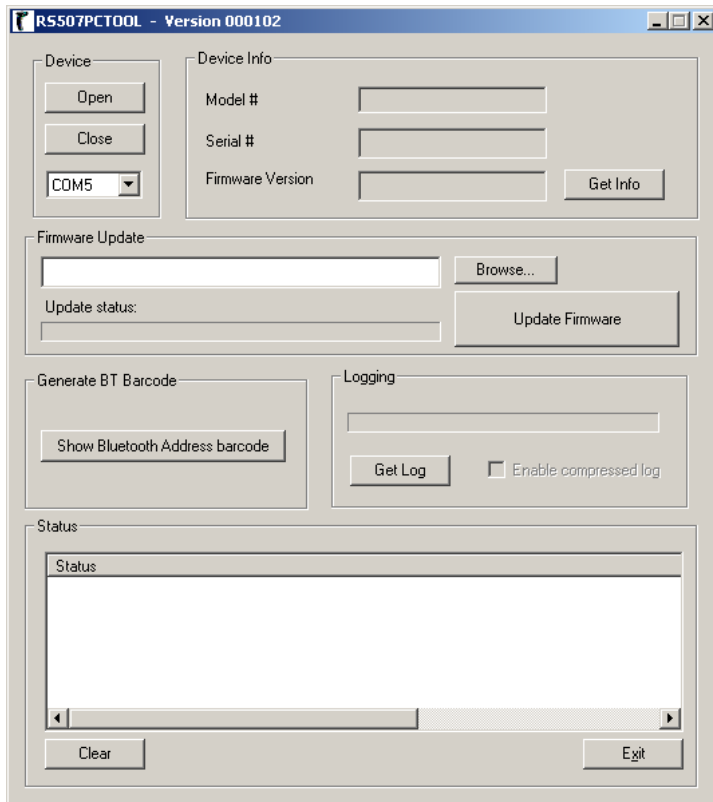 RS507PCTOOL - Version 000102
Device
Open
Close
COM5
Device Info
Model #
Serial #
Firmware Version
Get Info
Firmware Update
Browse...
Update status:
Update Firmware
Generate BT Barcode
Show Bluetooth Address barcode
Logging
Get Log
Enable compressed log
Status
Status
Clear
Exit